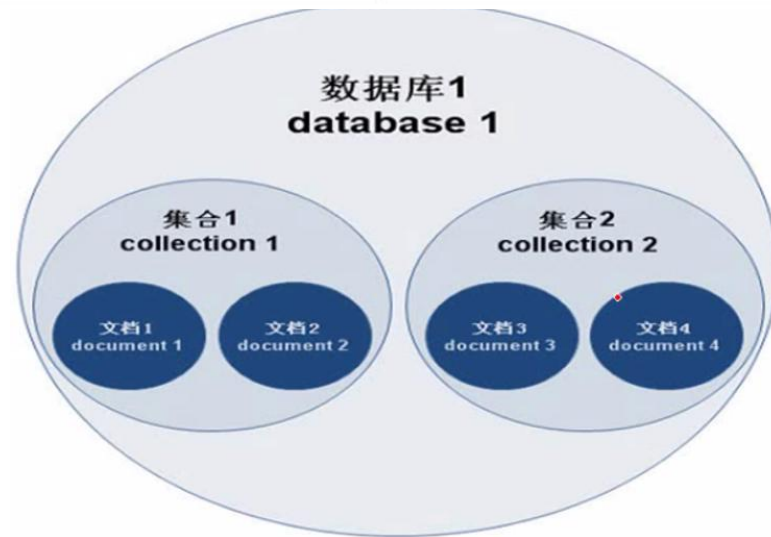 数据库1
database 1
集合1
collection 1
集合2
collection 2
文档1
document 1
文档2
document 2
文档3
document 3
文档4
document 4